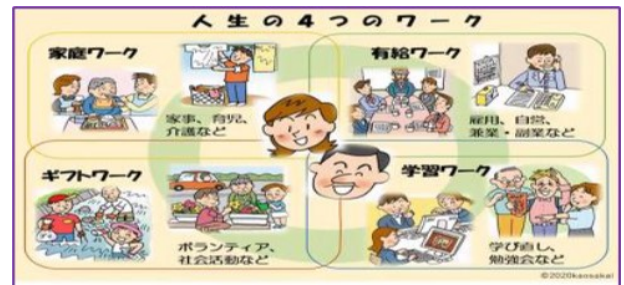 人生の４つのワーク
家庭ワーク
家事、育児、
介護など
有給ワーク
雇用、自営、
兼業・副業など
ギフトワーク
ボランティア、
社会活動など
学習ワーク
学び直し、
勉強会など
©2020kaosakai